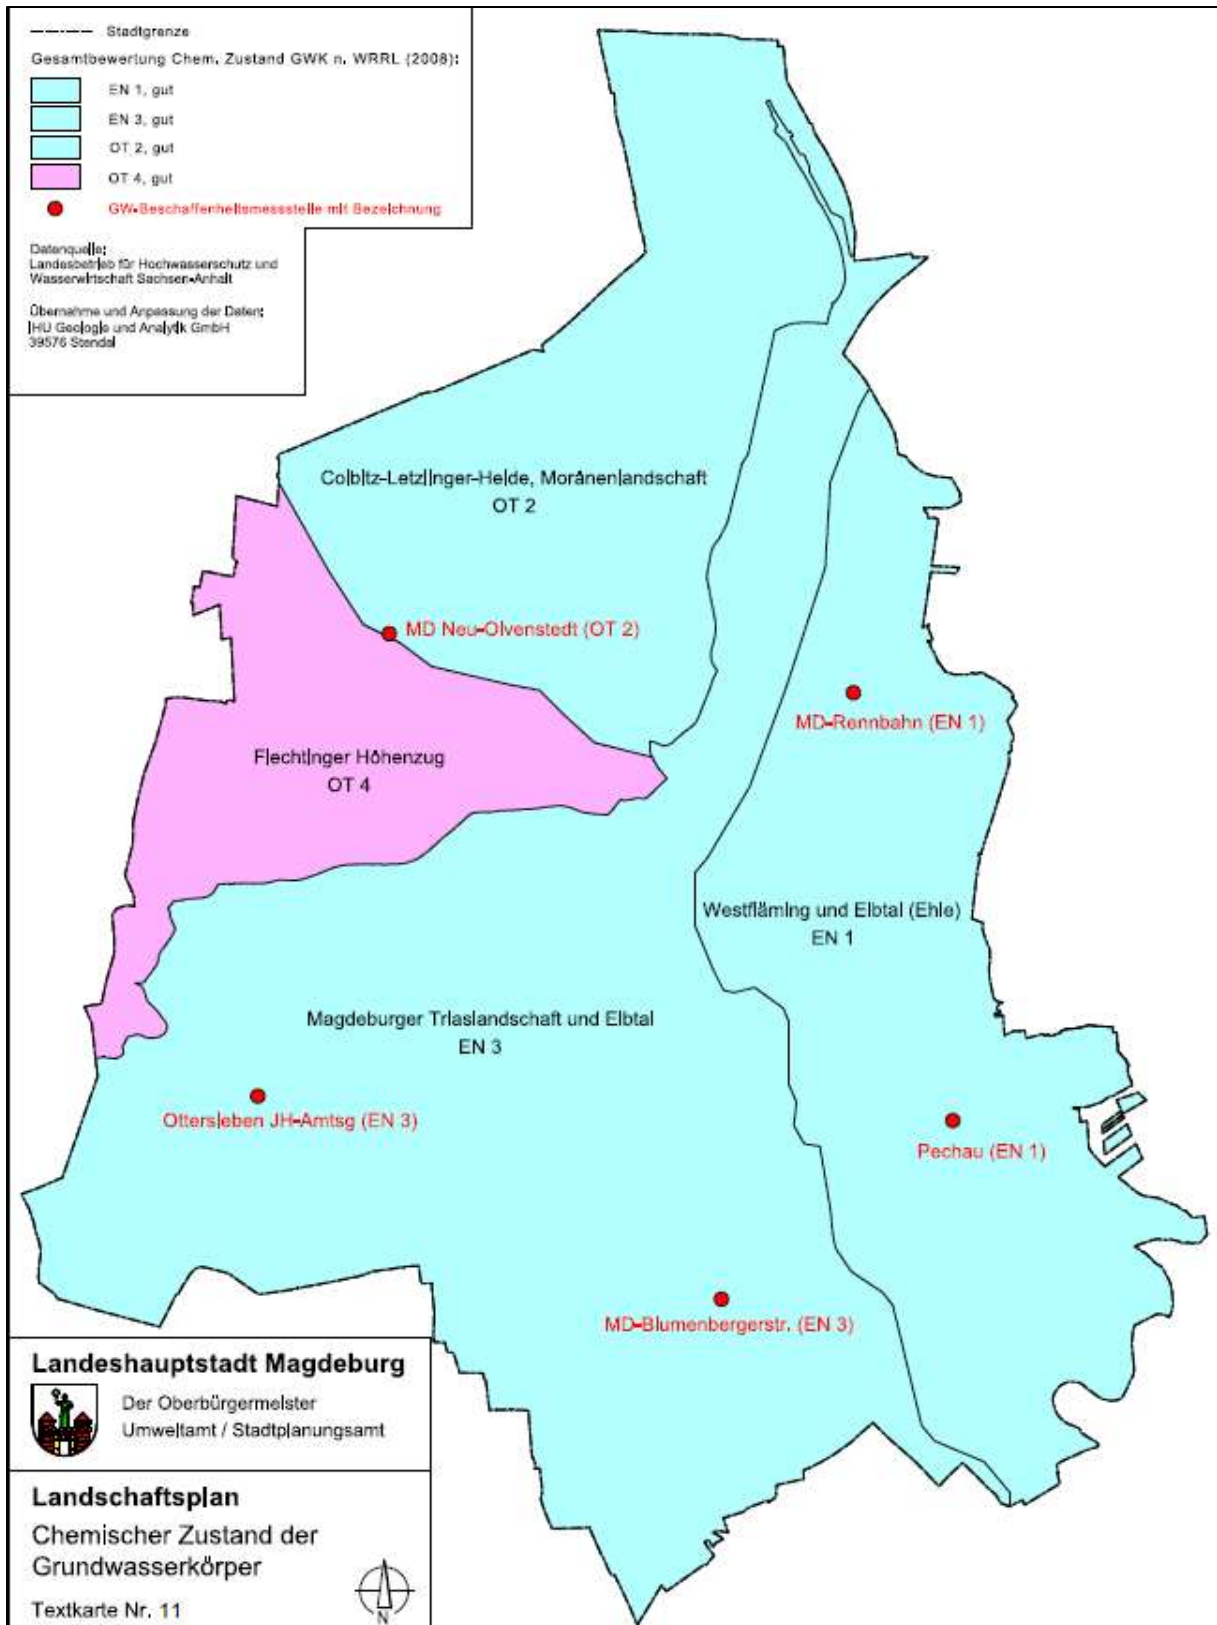 Stadtgrenze
Gesamtbewertung Chem. Zustand GWK n. WRRL (2008):
EN 1, gut
EN 3, gut
OT 2, gut
OT 4, gut
GW-Beschaffenheitsmessstelle mit Bezeichnung
Datenquelle:
Landesbetrieb für Hochwasserschutz und
Wasserwirtschaft Sachsen-Anhalt
Übernahme und Anpassung der Daten:
IHU Geologie und Analytik GmbH
39576 Stendal
Colbitz-Letzlinger-Heide, Moränenlandschaft
OT 2
MD Neu-Olvenstedt (OT 2)
MD-Rennbahn (EN 1)
Flechtinger Höhenzug
OT 4
Westfläming und Elbtal (Ehle)
EN 1
Magdeburger Triaslandschaft und Elbtal
EN 3
Ottersleben JH-Amtsg (EN 3)
Pechau (EN 1)
MD-Blumenbergerstr. (EN 3)
Landeshauptstadt Magdeburg
Der Oberbürgermeister
Umweltamt / Stadtplanungsamt
Landschaftsplan
Chemischer Zustand der
Grundwasserkörper
Textkarte Nr. 11
N